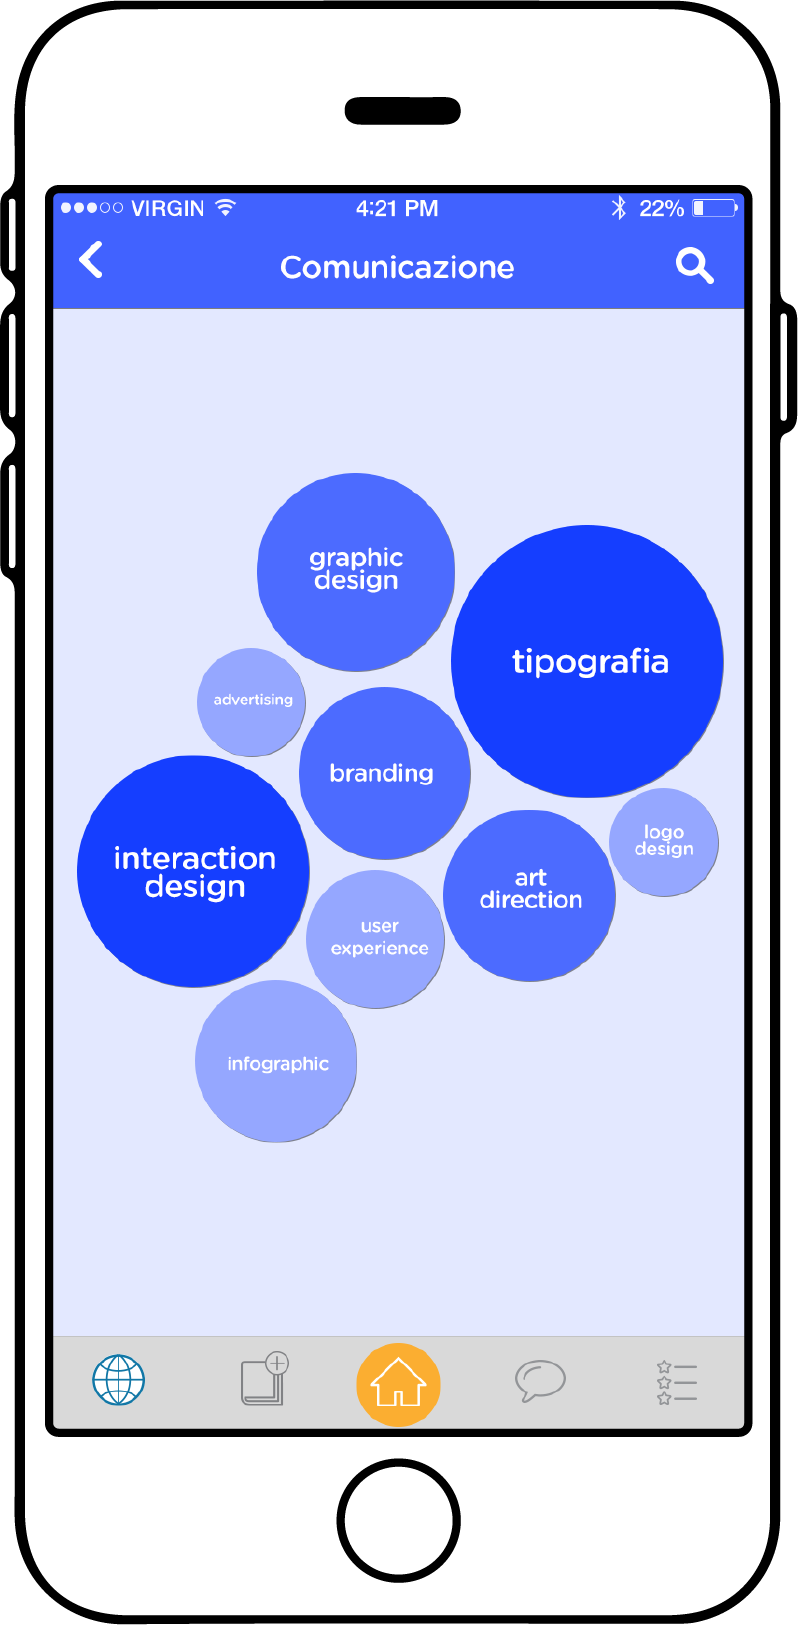 VIRGIN 4:21 PM 22%
Comunicazione
graphic
design
tipografia
advertising
branding
logo
design
interaction
design
art
direction
user
experience
infographic